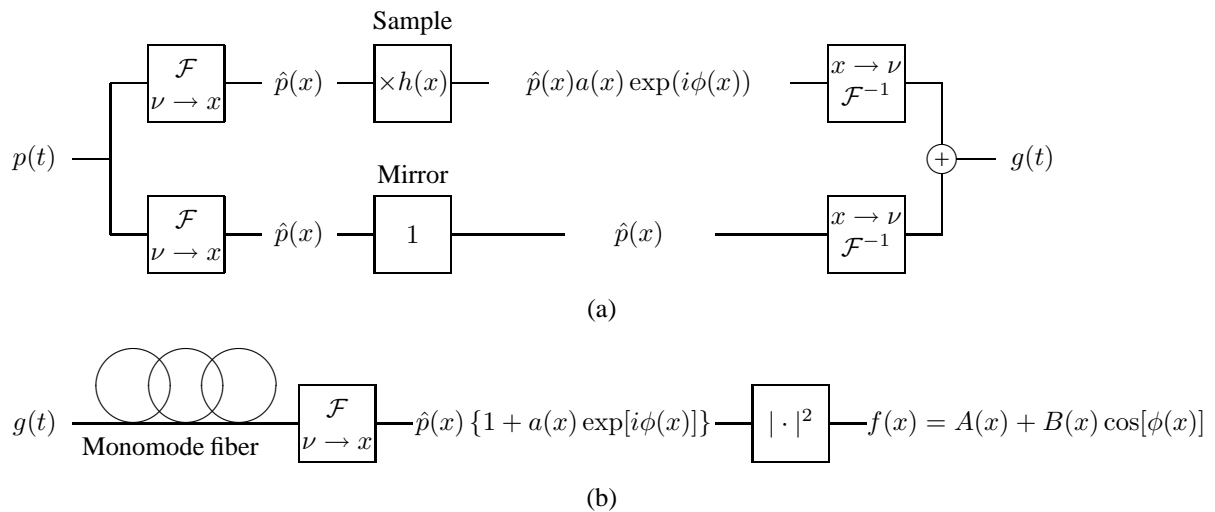 Sample
ℱ
ν → x
p̂(x)
×h(x)
p̂(x)a(x) exp(iφ(x))
x → ν
ℱ⁻¹
p(t)
+
g(t)
Mirror
ℱ
ν → x
p̂(x)
1
p̂(x)
x → ν
ℱ⁻¹
(a)
g(t)
Monomode fiber
ℱ
ν → x
p̂(x) {1 + a(x) exp[iφ(x)]}
| · |²
f(x) = A(x) + B(x) cos[φ(x)]
(b)